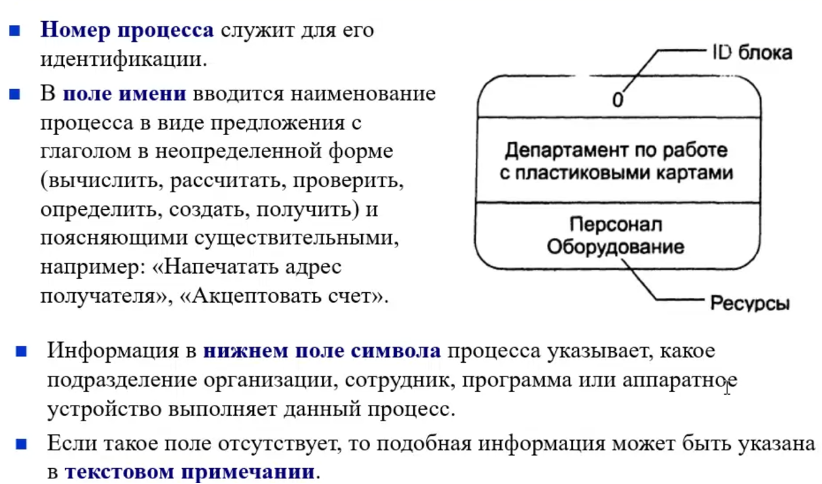 Номер процесса служит для его
идентификации.
В поле имени вводится наименование
процесса в виде предложения с
глаголом в неопределенной форме
(вычислить, рассчитать, проверить,
определить, создать, получить) и
поясняющими существительными,
например: «Напечатать адрес
получателя», «Акцептовать счет».
ID блока
0
Департамент по работе
с пластиковыми картами
Персонал
Оборудование
Ресурсы
Информация в нижнем поле символа процесса указывает, какое
подразделение организации, сотрудник, программа или аппаратное
устройство выполняет данный процесс.
Если такое поле отсутствует, то подобная информация может быть указана
в текстовом примечании.